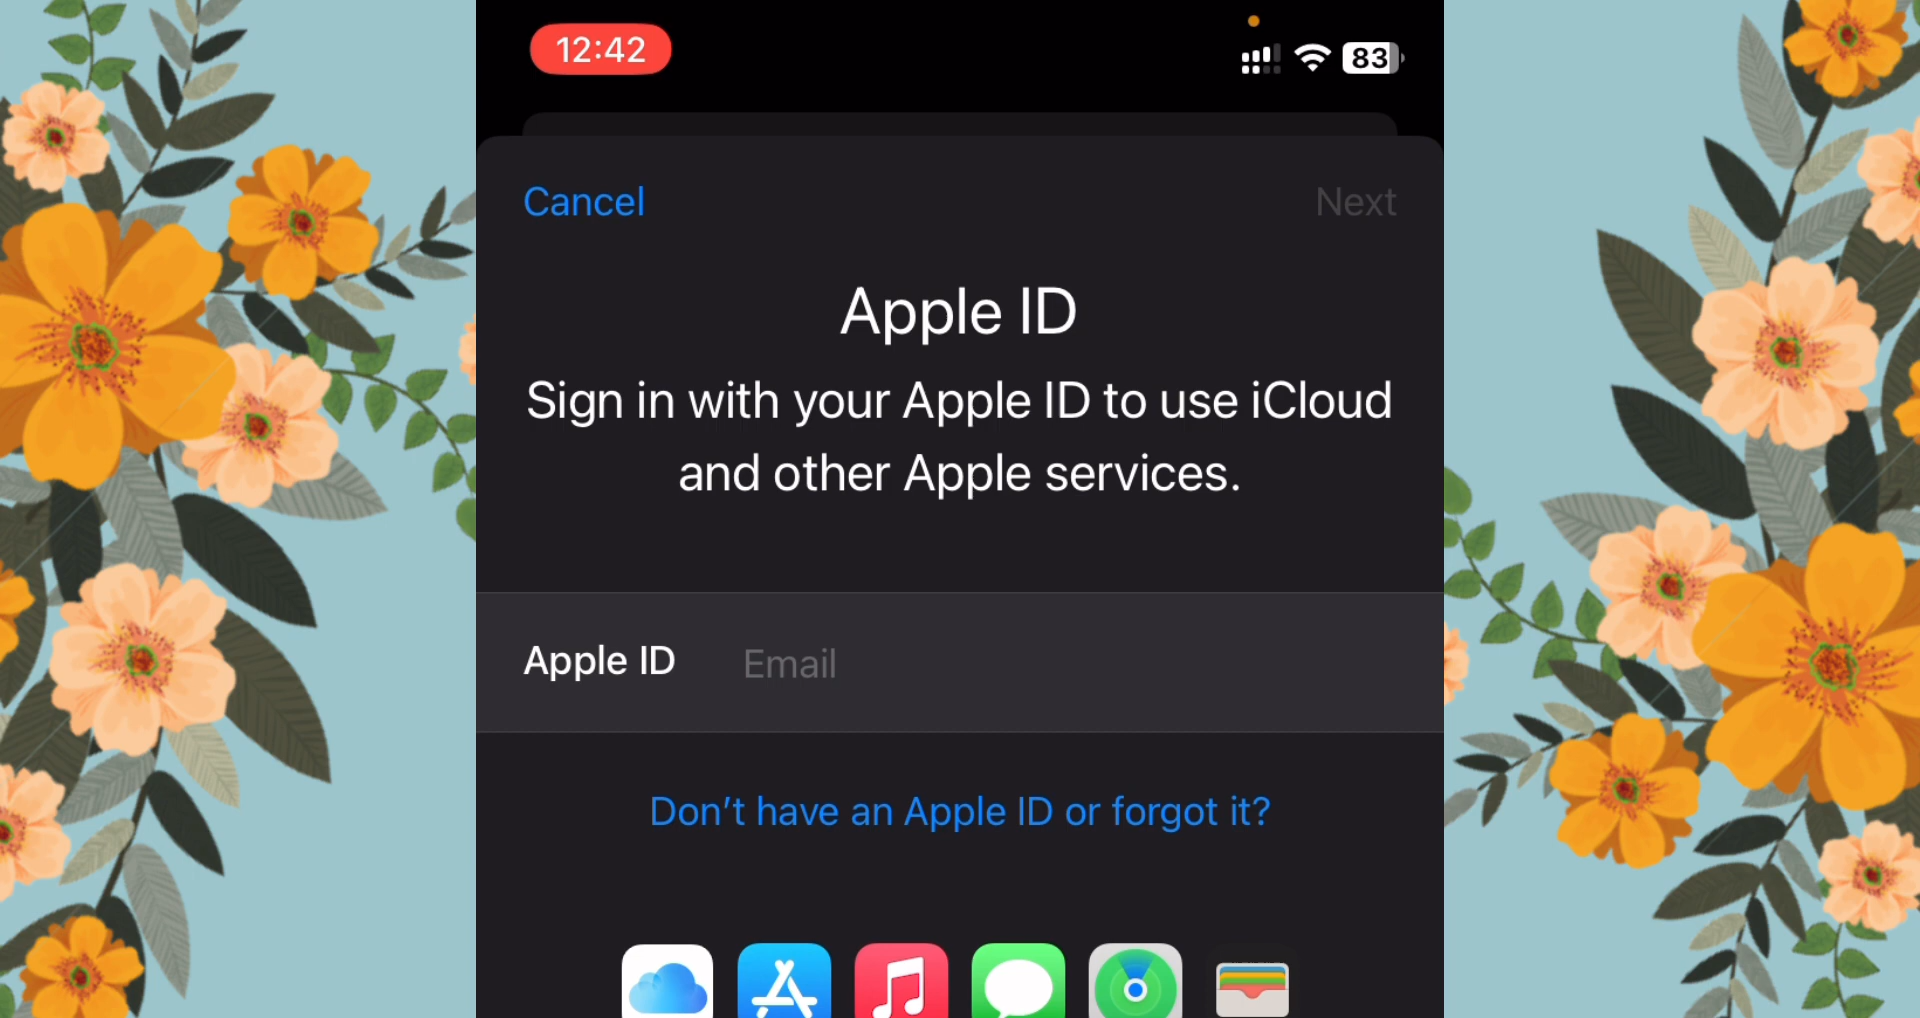 12:42
83
Cancel
Next
Apple ID
Sign in with your Apple ID to use iCloud
and other Apple services.
Apple ID
Email
Don’t have an Apple ID or forgot it?